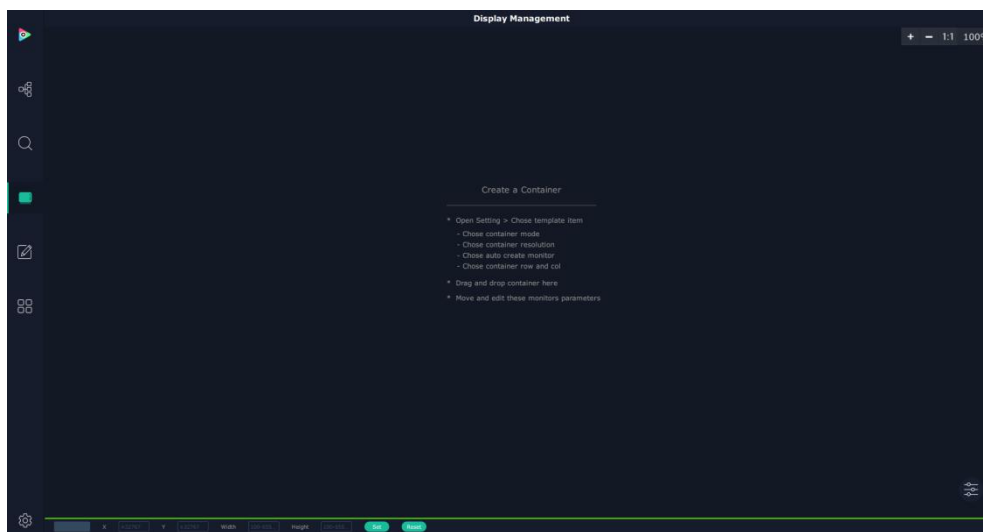 Display Management
+ - 1:1 100%
Create a Container
* Open Setting > Chose template item
- Chose container mode
- Chose container resolution
- Chose auto create monitor
- Chose container row and col
* Drag and drop container here
* Move and edit these monitors parameters
X Y Width Height Set Reset